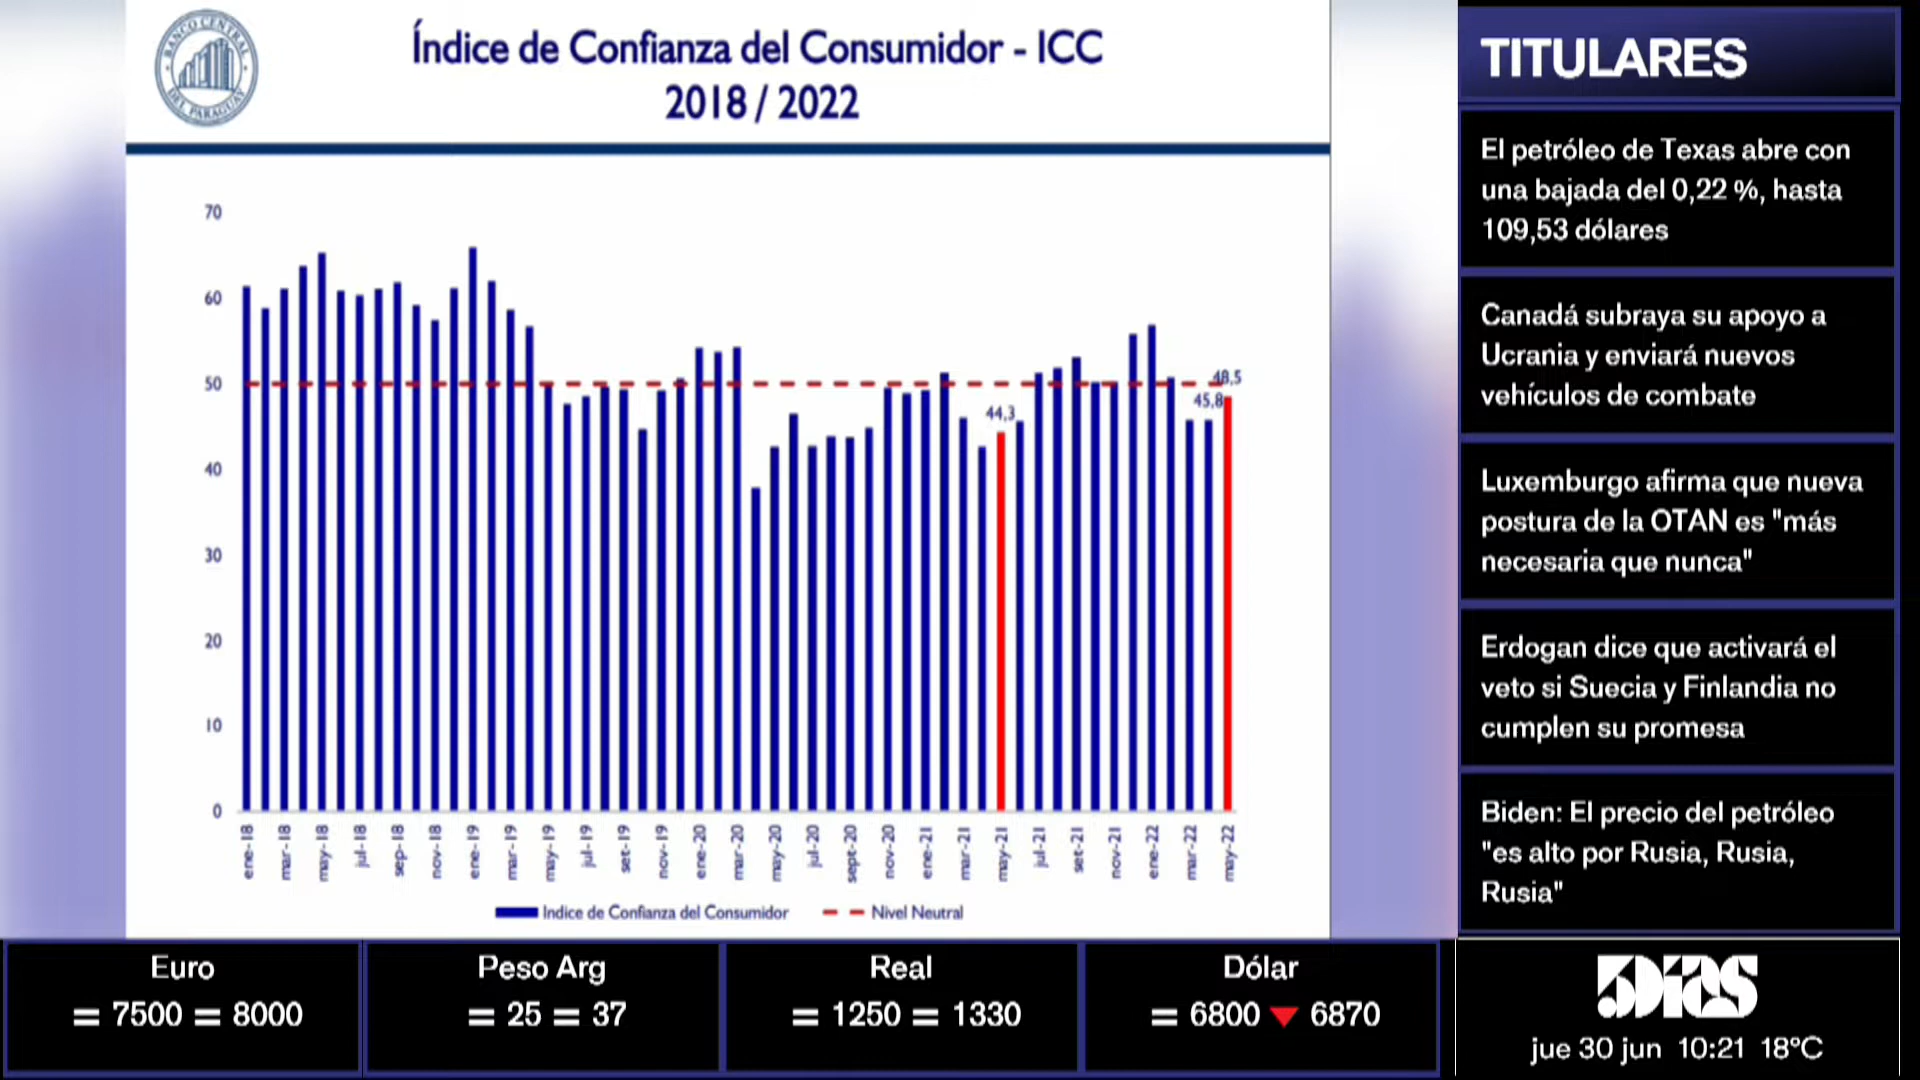 BANCO CENTRAL
DEL PARAGUAY
Índice de Confianza del Consumidor - ICC
2018 / 2022
70
60
50
40
30
20
10
0
44,3
45,8
48,5
ene-18
mar-18
may-18
jul-18
sep-18
nov-18
ene-19
mar-19
may-19
jul-19
set-19
nov-19
ene-20
mar-20
may-20
jul-20
sept-20
nov-20
ene-21
mar-21
may-21
jul-21
set-21
nov-21
ene-22
mar-22
may-22
Indice de Confianza del Consumidor
Nivel Neutral
TITULARES
El petróleo de Texas abre con
una bajada del 0,22 %, hasta
109,53 dólares
Canadá subraya su apoyo a
Ucrania y enviará nuevos
vehículos de combate
Luxemburgo afirma que nueva
postura de la OTAN es "más
necesaria que nunca"
Erdogan dice que activará el
veto si Suecia y Finlandia no
cumplen su promesa
Biden: El precio del petróleo
"es alto por Rusia, Rusia,
Rusia"
Euro
= 7500 = 8000
Peso Arg
= 25 = 37
Real
= 1250 = 1330
Dólar
= 6800 ▼ 6870
5Días
jue 30 jun 10:21 18°C